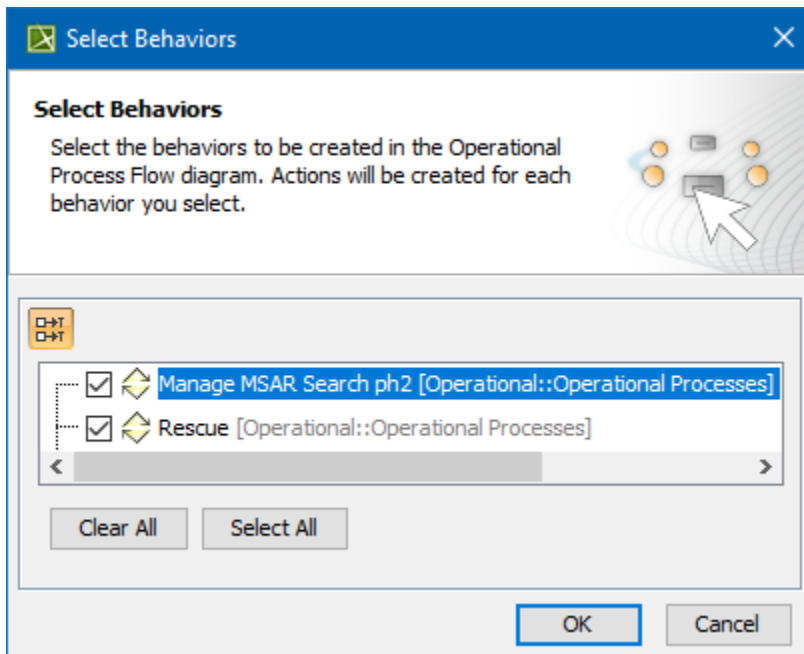 Select Behaviors
Select Behaviors
Select the behaviors to be created in the Operational
Process Flow diagram. Actions will be created for each
behavior you select.
Manage MSAR Search ph2 [Operational::Operational Processes]
Rescue [Operational::Operational Processes]
Clear All Select All
OK Cancel